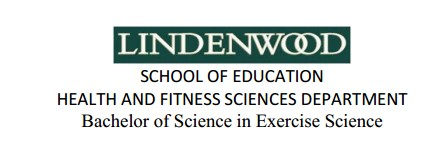 LINDENWOOD
SCHOOL OF EDUCATION
HEALTH AND FITNESS SCIENCES DEPARTMENT
Bachelor of Science in Exercise Science